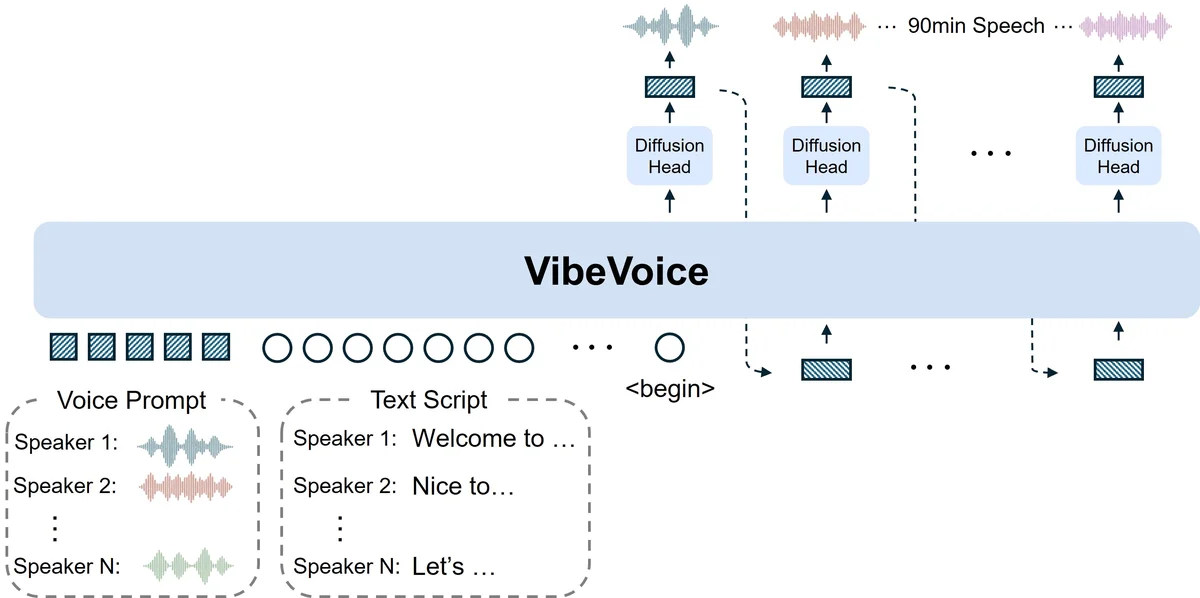 ··· 90min Speech ···
Diffusion
Head
Diffusion
Head
· · ·
Diffusion
Head
VibeVoice
· · ·
<begin>
· · ·
Voice Prompt
Speaker 1:
Speaker 2:
⋮
Speaker N:
Text Script
Speaker 1: Welcome to …
Speaker 2: Nice to…
⋮
Speaker N: Let’s …